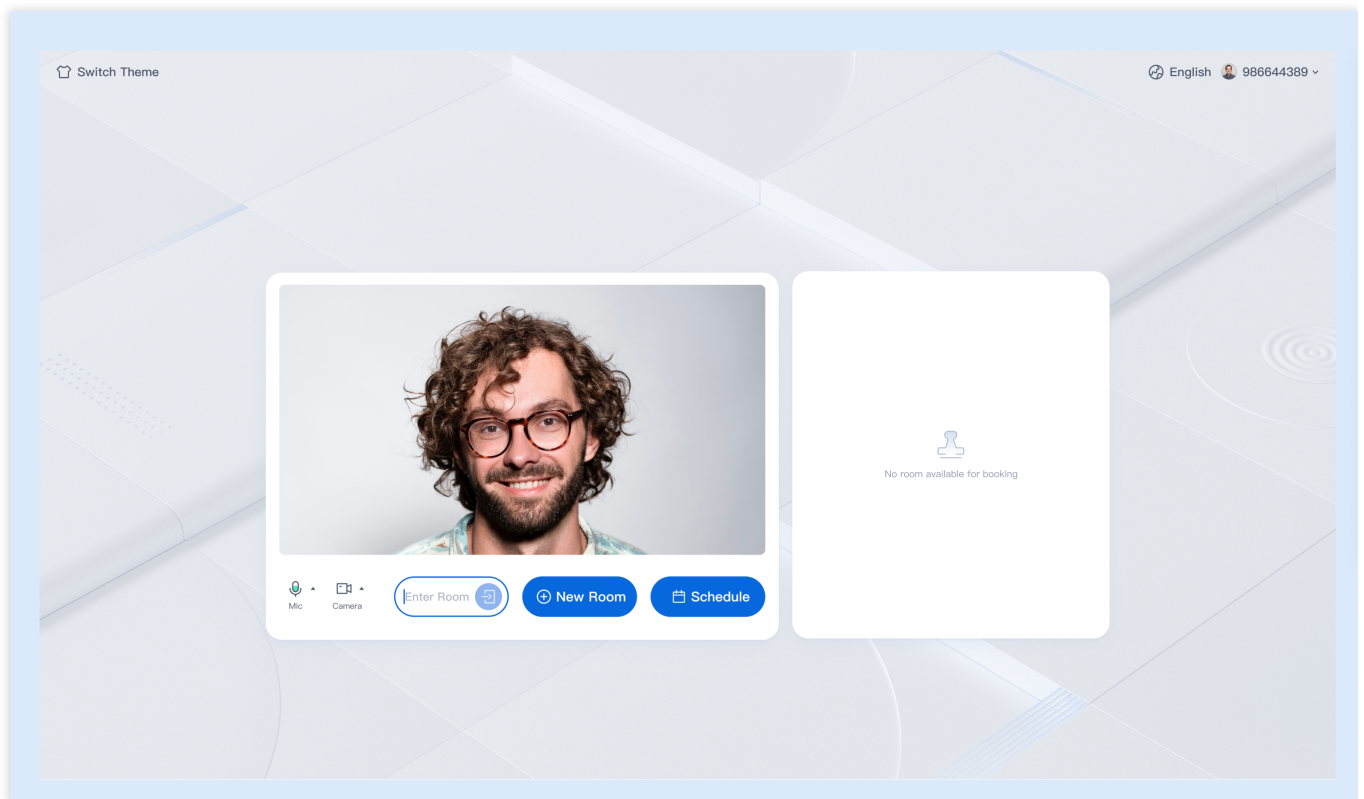 Switch Theme
English 986644389
No room available for booking
Mic
Camera
Enter Room
New Room
Schedule